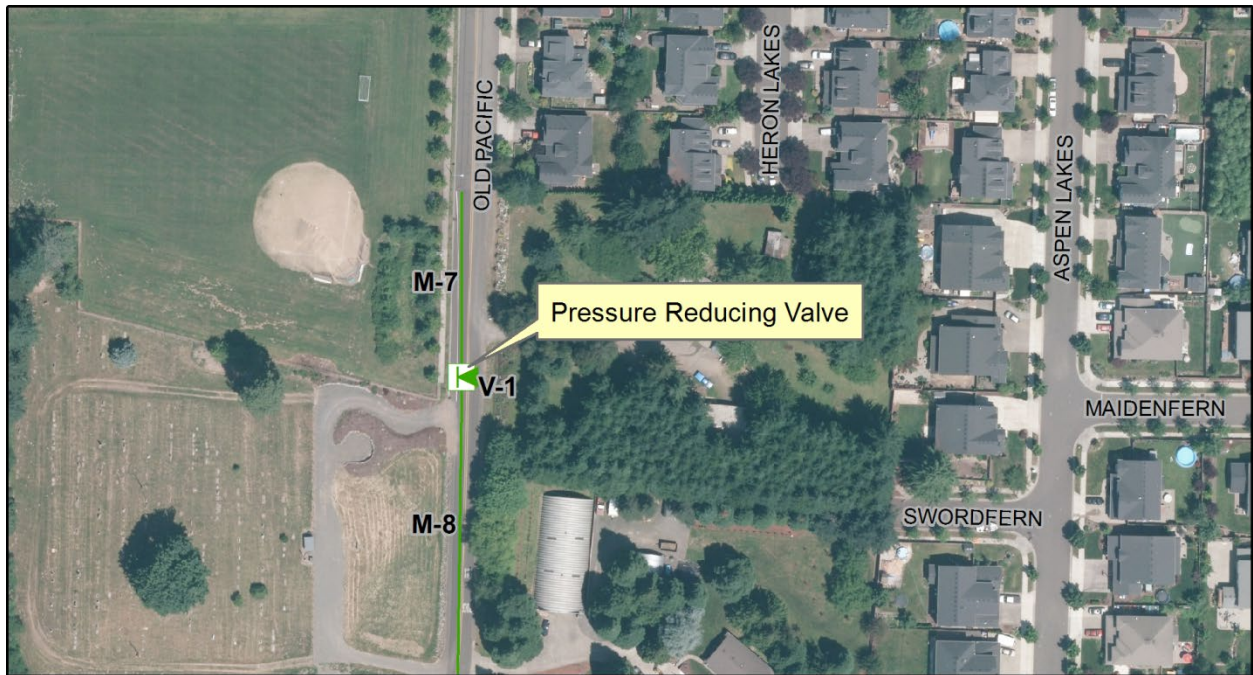 OLD PACIFIC
HERON LAKES
ASPEN LAKES
M-7
Pressure Reducing Valve
V-1
MAIDENFERN
M-8
SWORDFERN